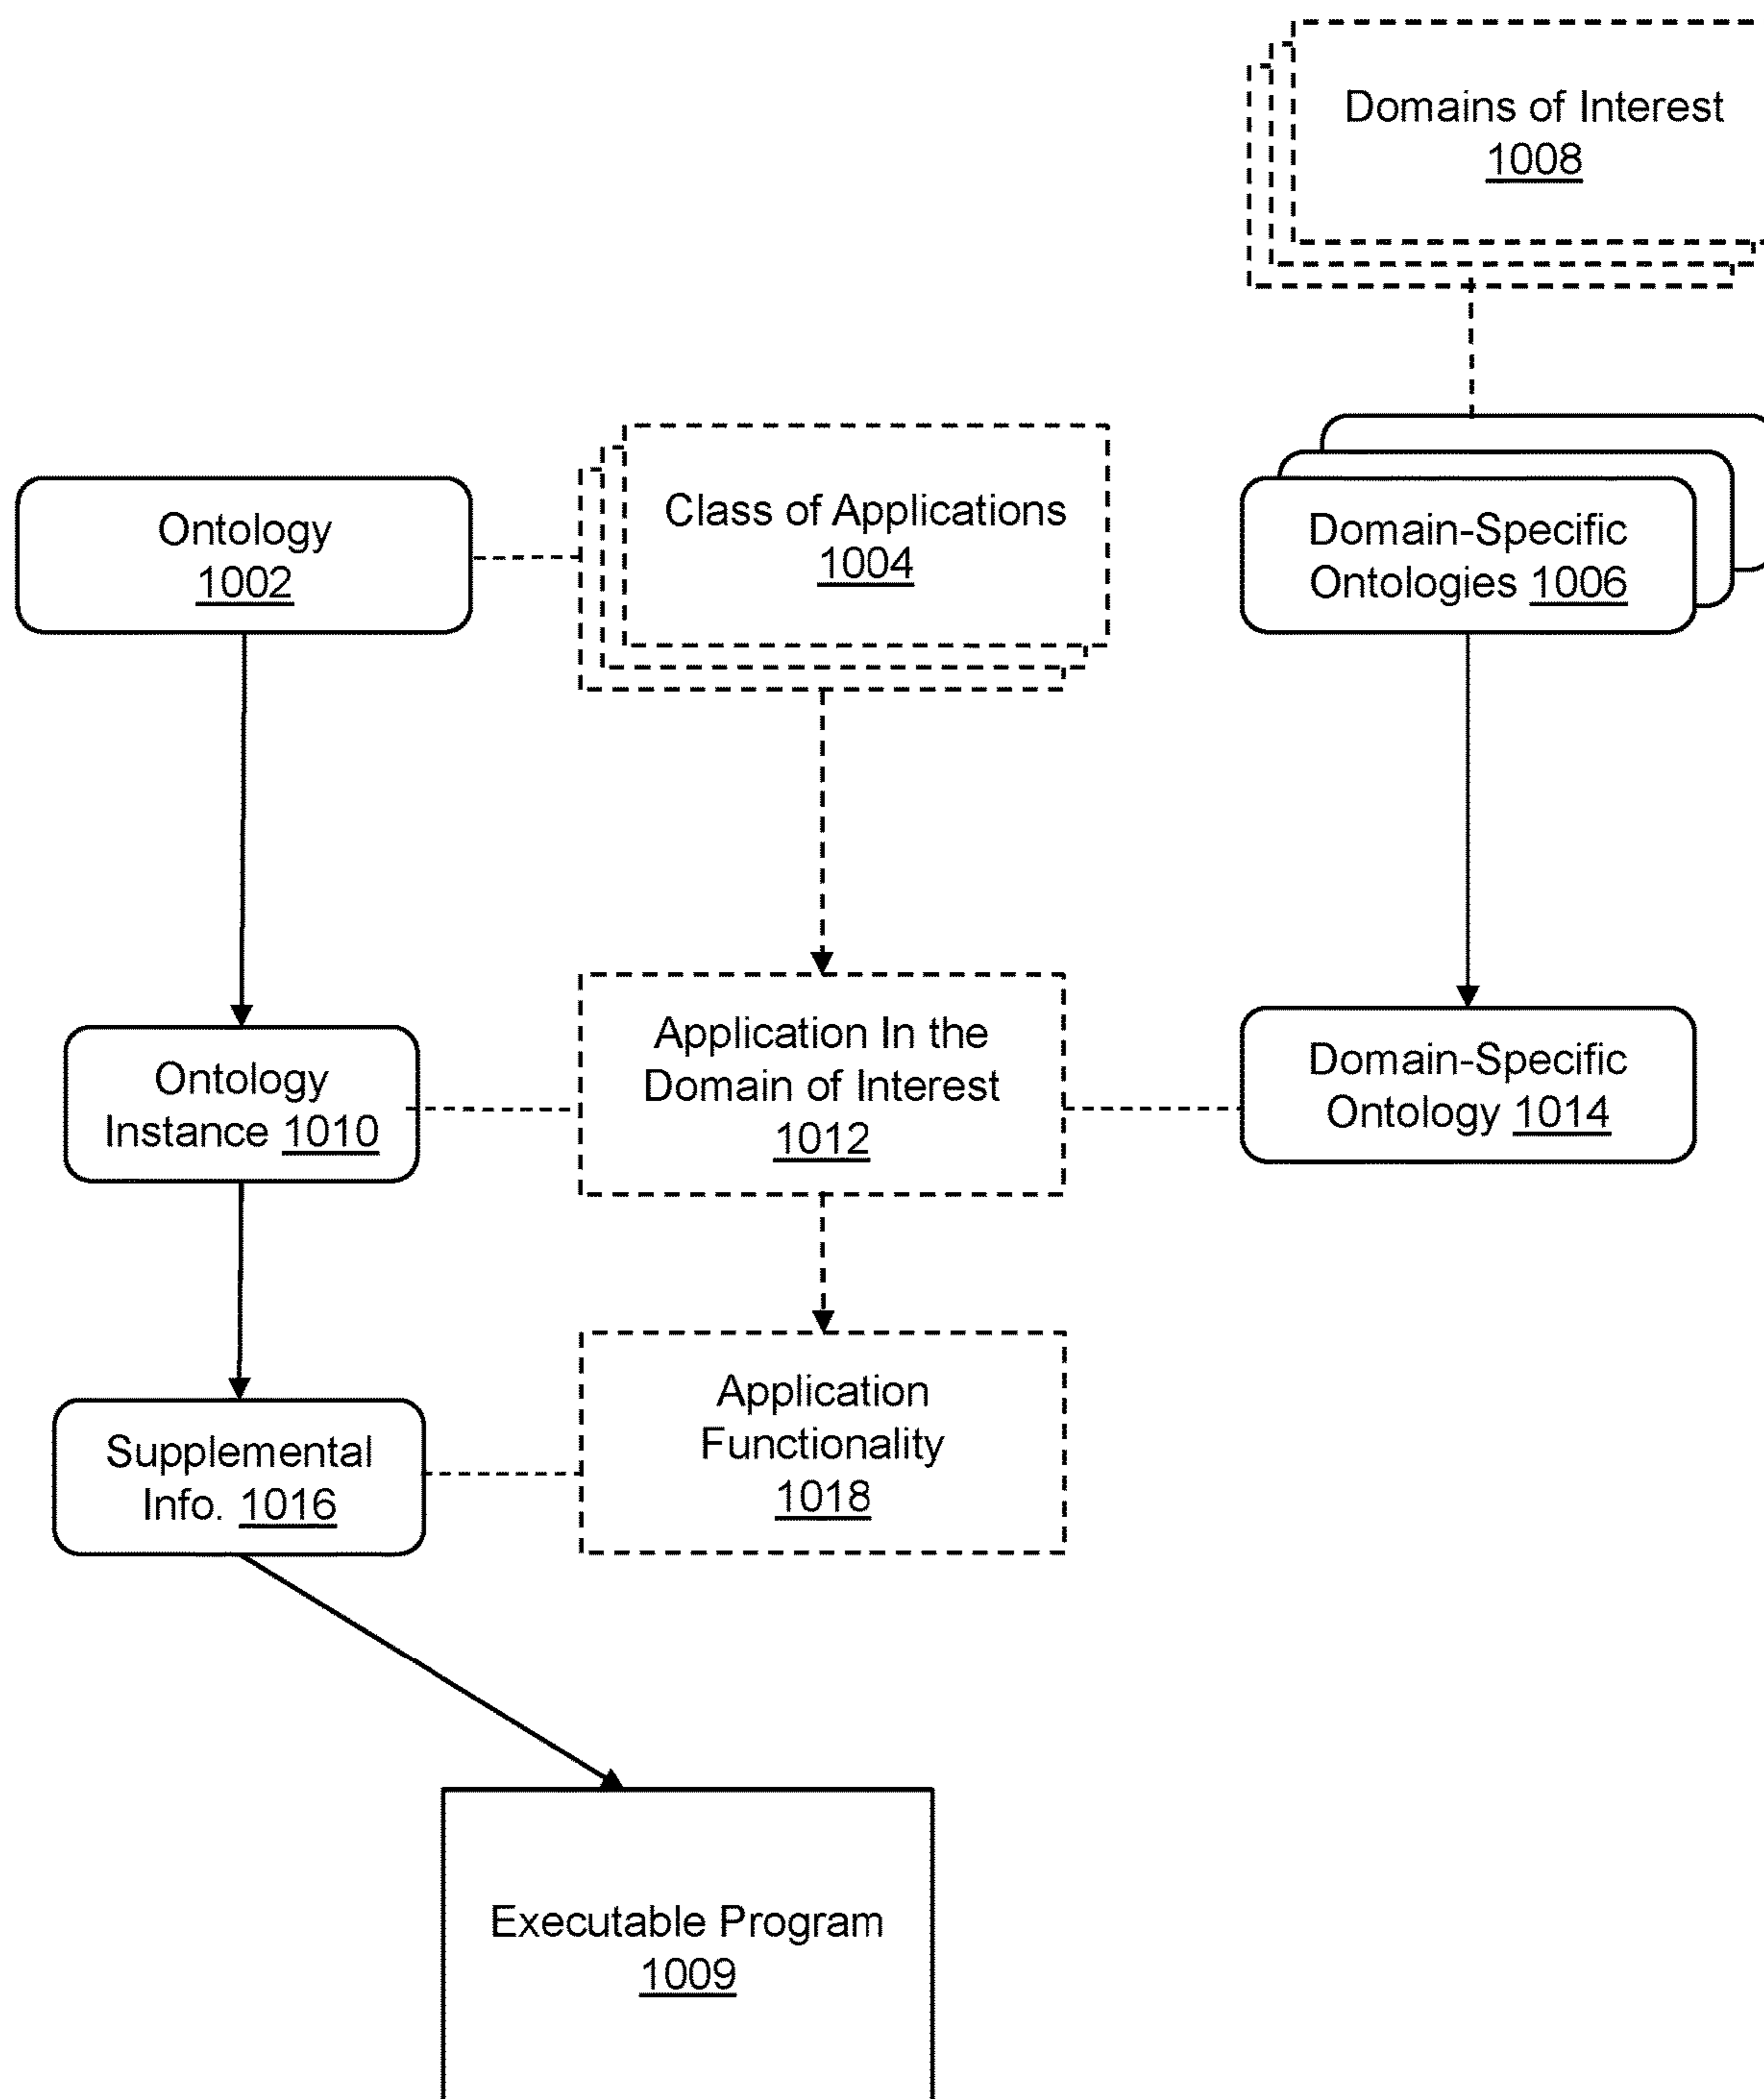 Domains of Interest
1008
Ontology
1002
Class of Applications
1004
Domain-Specific
Ontologies 1006
Ontology
Instance 1010
Application In the
Domain of Interest
1012
Domain-Specific
Ontology 1014
Supplemental
Info. 1016
Application
Functionality
1018
Executable Program
1009